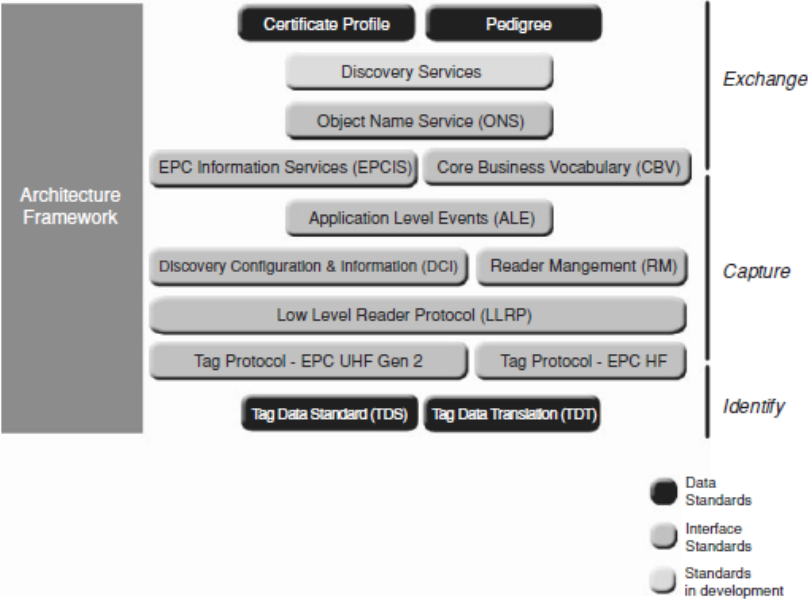 Certificate Profile
Pedigree
Discovery Services
Exchange
Object Name Service (ONS)
EPC Information Services (EPCIS)
Core Business Vocabulary (CBV)
Architecture
Framework
Application Level Events (ALE)
Discovery Configuration & Information (DCI)
Reader Mangement (RM)
Capture
Low Level Reader Protocol (LLRP)
Tag Protocol - EPC UHF Gen 2
Tag Protocol - EPC HF
Tag Data Standard (TDS)
Tag Data Translation (TDT)
Identify
Data
Standards
Interface
Standards
Standards
in development